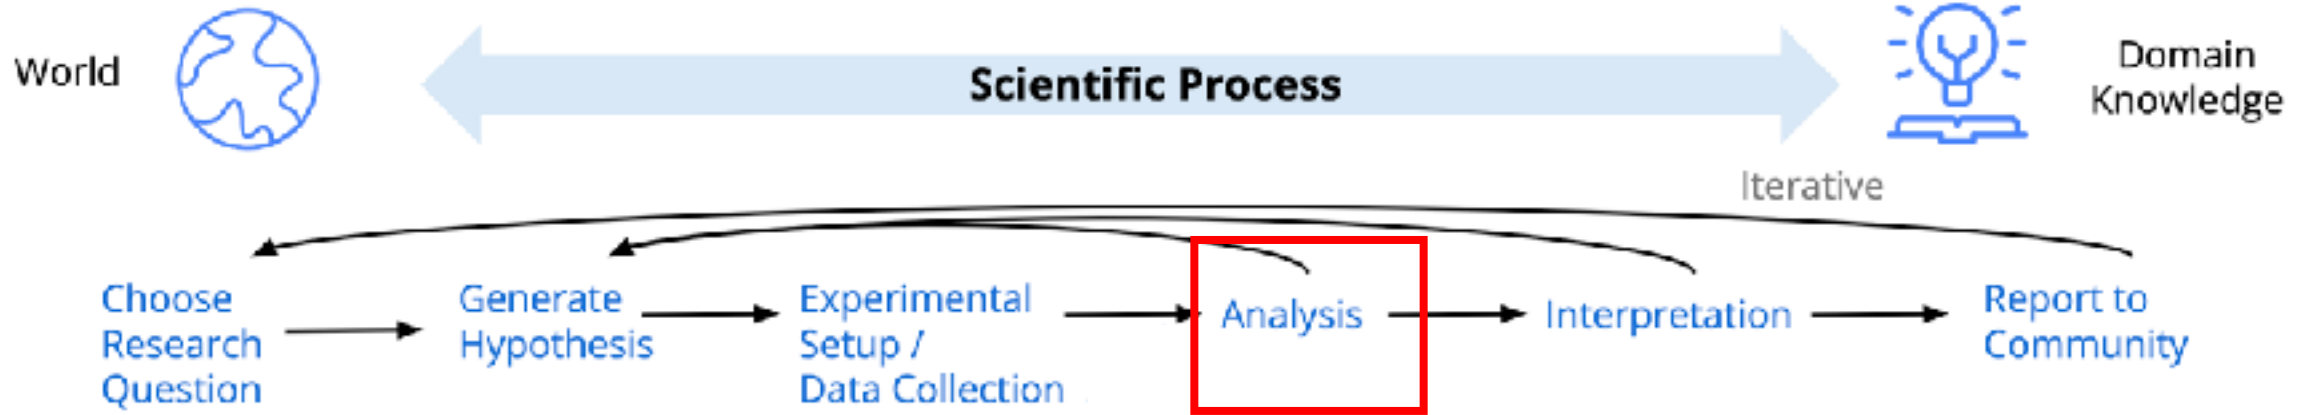 World
Scientific Process
Domain
Knowledge
Iterative
Choose
Research
Question
Generate
Hypothesis
Experimental
Setup /
Data Collection
Analysis
Interpretation
Report to
Community